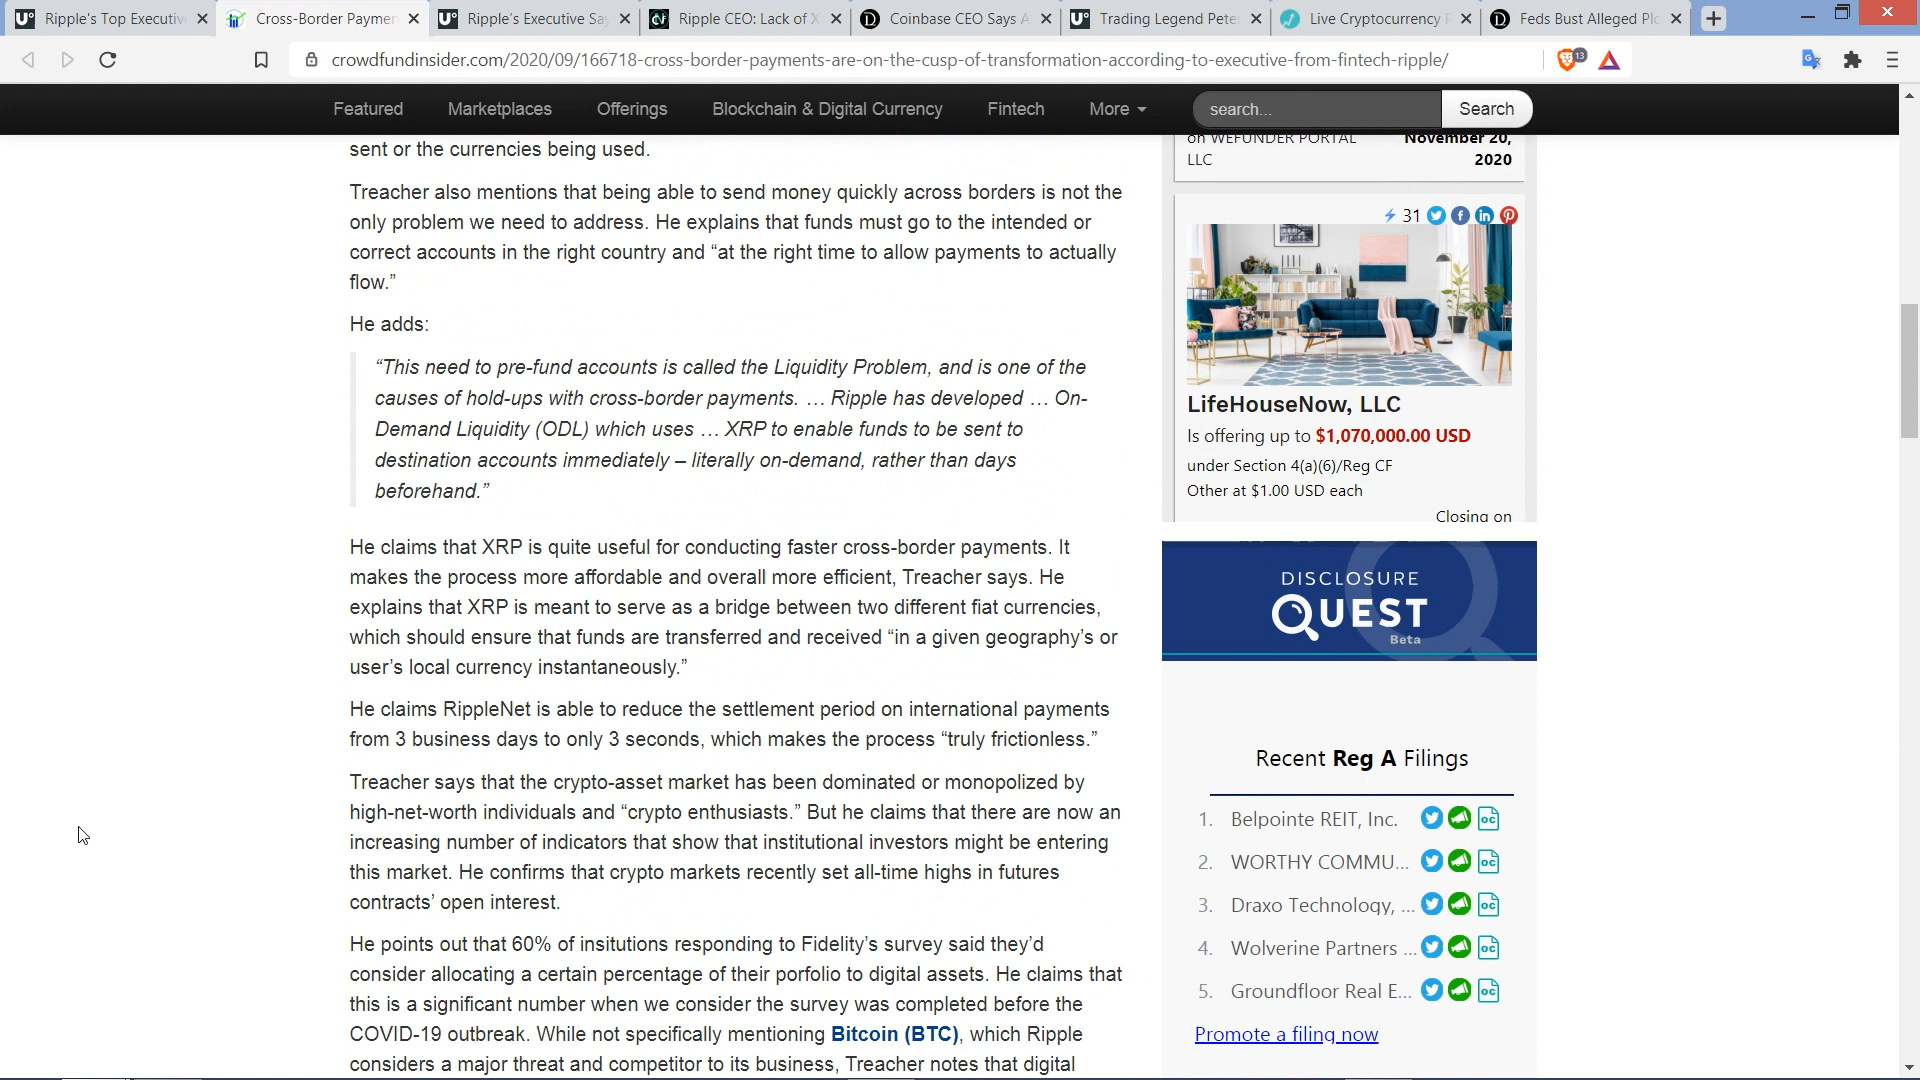 Ripple's Top Executiv
Cross-Border Paymen
Ripple's Executive Sa
Ripple CEO: Lack of X
Coinbase CEO Says A
Trading Legend Pete
Live Cryptocurrency P
Feds Bust Alleged Plo
crowdfundinsider.com/2020/09/166718-cross-border-payments-are-on-the-cusp-of-transformation-according-to-executive-from-fintech-ripple/
13
Featured
Marketplaces
Offerings
Blockchain & Digital Currency
Fintech
More
search...
Search
sent or the currencies being used.
Treacher also mentions that being able to send money quickly across borders is not the
only problem we need to address. He explains that funds must go to the intended or
correct accounts in the right country and “at the right time to allow payments to actually
flow.”
He adds:
“This need to pre-fund accounts is called the Liquidity Problem, and is one of the
causes of hold-ups with cross-border payments. … Ripple has developed … On-
Demand Liquidity (ODL) which uses … XRP to enable funds to be sent to
destination accounts immediately – literally on-demand, rather than days
beforehand.”
He claims that XRP is quite useful for conducting faster cross-border payments. It
makes the process more affordable and overall more efficient, Treacher says. He
explains that XRP is meant to serve as a bridge between two different fiat currencies,
which should ensure that funds are transferred and received “in a given geography’s or
user’s local currency instantaneously.”
He claims RippleNet is able to reduce the settlement period on international payments
from 3 business days to only 3 seconds, which makes the process “truly frictionless.”
Treacher says that the crypto-asset market has been dominated or monopolized by
high-net-worth individuals and “crypto enthusiasts.” But he claims that there are now an
increasing number of indicators that show that institutional investors might be entering
this market. He confirms that crypto markets recently set all-time highs in futures
contracts’ open interest.
He points out that 60% of insitutions responding to Fidelity’s survey said they’d
consider allocating a certain percentage of their porfolio to digital assets. He claims that
this is a significant number when we consider the survey was completed before the
COVID-19 outbreak. While not specifically mentioning Bitcoin (BTC), which Ripple
considers a major threat and competitor to its business, Treacher notes that digital
on WEFUNDER PORTAL
LLC
November 20,
2020
31
LifeHouseNow, LLC
Is offering up to $1,070,000.00 USD
under Section 4(a)(6)/Reg CF
Other at $1.00 USD each
Closing on
DISCLOSURE
QUEST
Beta
Recent Reg A Filings
1. Belpointe REIT, Inc.
2. WORTHY COMMU...
3. Draxo Technology, ...
4. Wolverine Partners ...
5. Groundfloor Real E...
Promote a filing now